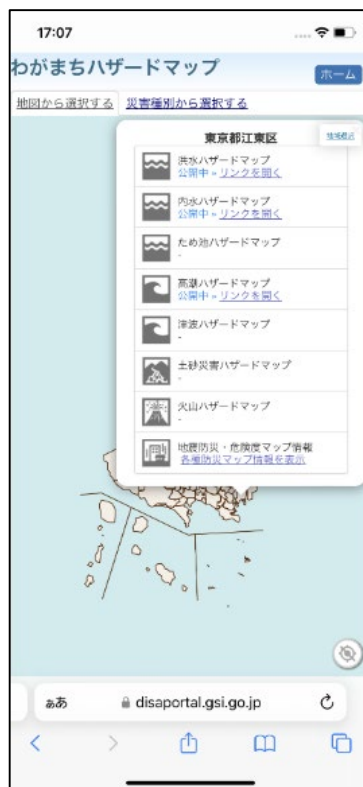 17:07
わがまちハザードマップ
ホーム
地図から選択する 災害種別から選択する
東京都江東区
洪水ハザードマップ
公開中 » リンクを開く
内水ハザードマップ
公開中 » リンクを開く
ため池ハザードマップ
-
高潮ハザードマップ
公開中 » リンクを開く
津波ハザードマップ
-
土砂災害ハザードマップ
-
火山ハザードマップ
-
地震防災・危険度マップ情報
各種防災マップ情報を表示
ぁあ
disaportal.gsi.go.jp